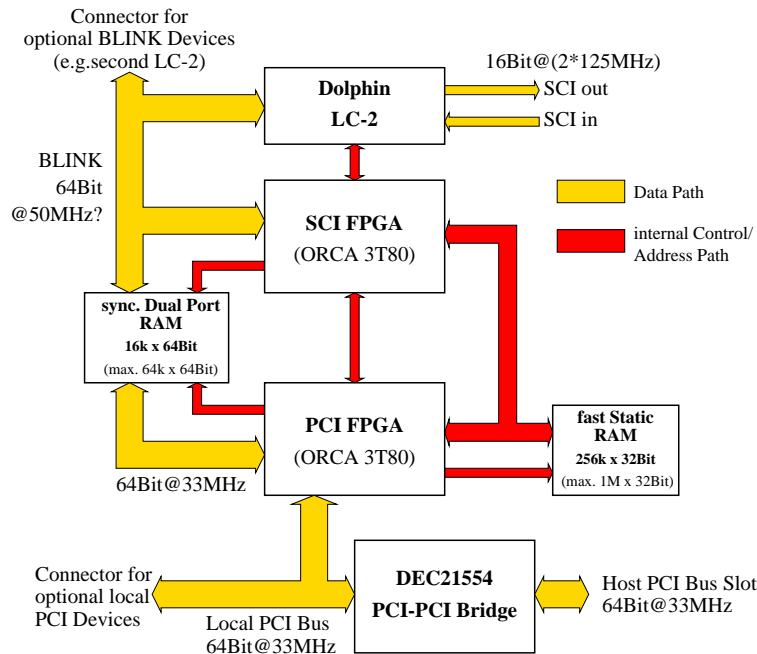 Connector for
optional BLINK Devices
(e.g.second LC-2)
16Bit@(2*125MHz)
Dolphin
LC-2
SCI out
SCI in
BLINK
64Bit
@50MHz?
SCI FPGA
(ORCA 3T80)
Data Path
internal Control/
Address Path
sync. Dual Port
RAM
16k x 64Bit
(max. 64k x 64Bit)
PCI FPGA
(ORCA 3T80)
fast Static
RAM
256k x 32Bit
(max. 1M x 32Bit)
64Bit@33MHz
Connector for
optional local
PCI Devices
Local PCI Bus
64Bit@33MHz
DEC21554
PCI-PCI Bridge
Host PCI Bus Slot
64Bit@33MHz